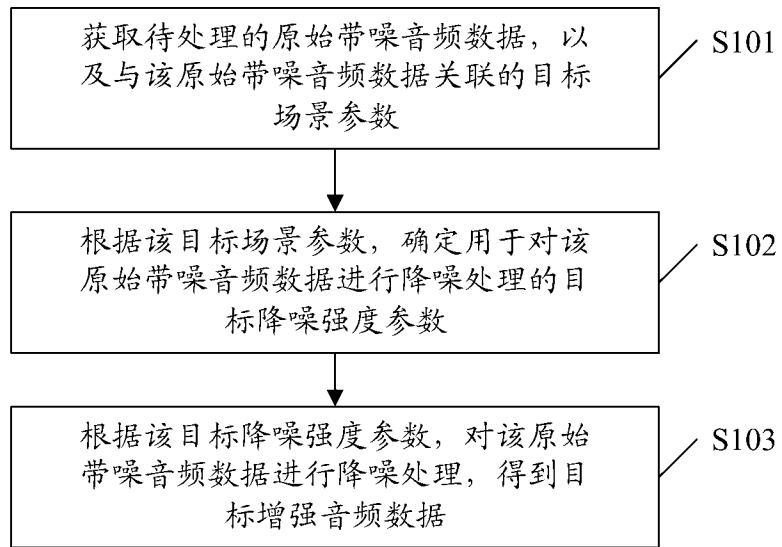 获取待处理的原始带噪音频数据，以
及与该原始带噪音频数据关联的目标
场景参数
S101
根据该目标场景参数，确定用于对该
原始带噪音频数据进行降噪处理的目
标降噪强度参数
S102
根据该目标降噪强度参数，对该原始
带噪音频数据进行降噪处理，得到目
标增强音频数据
S103